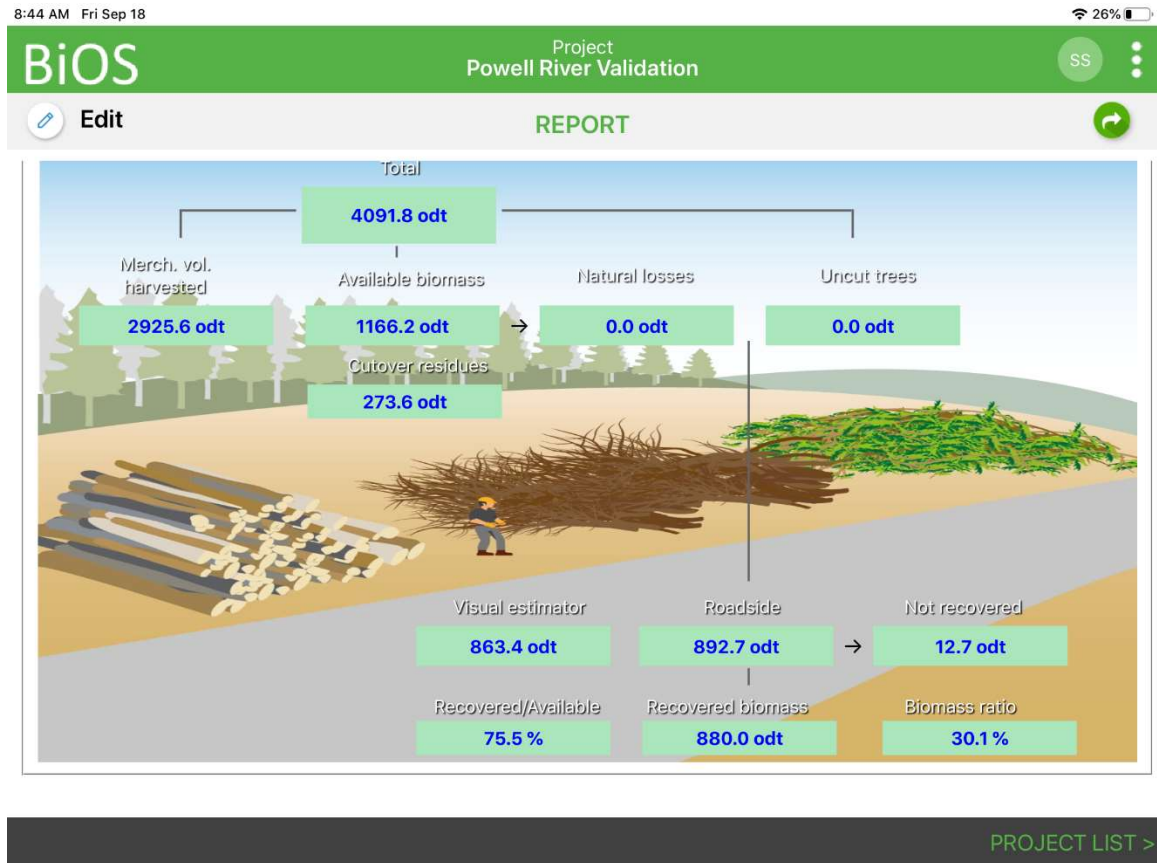 8:44 AM Fri Sep 18
26%
BiOS
Project
Powell River Validation
SS
Edit
REPORT
Total
4091.8 odt
Merch. vol.
harvested
Available biomass
Natural losses
Uncut trees
2925.6 odt
1166.2 odt
→
0.0 odt
0.0 odt
Cutover residues
273.6 odt
Visual estimator
Roadside
Not recovered
863.4 odt
892.7 odt
→
12.7 odt
Recovered/Available
Recovered biomass
Biomass ratio
75.5 %
880.0 odt
30.1 %
PROJECT LIST >